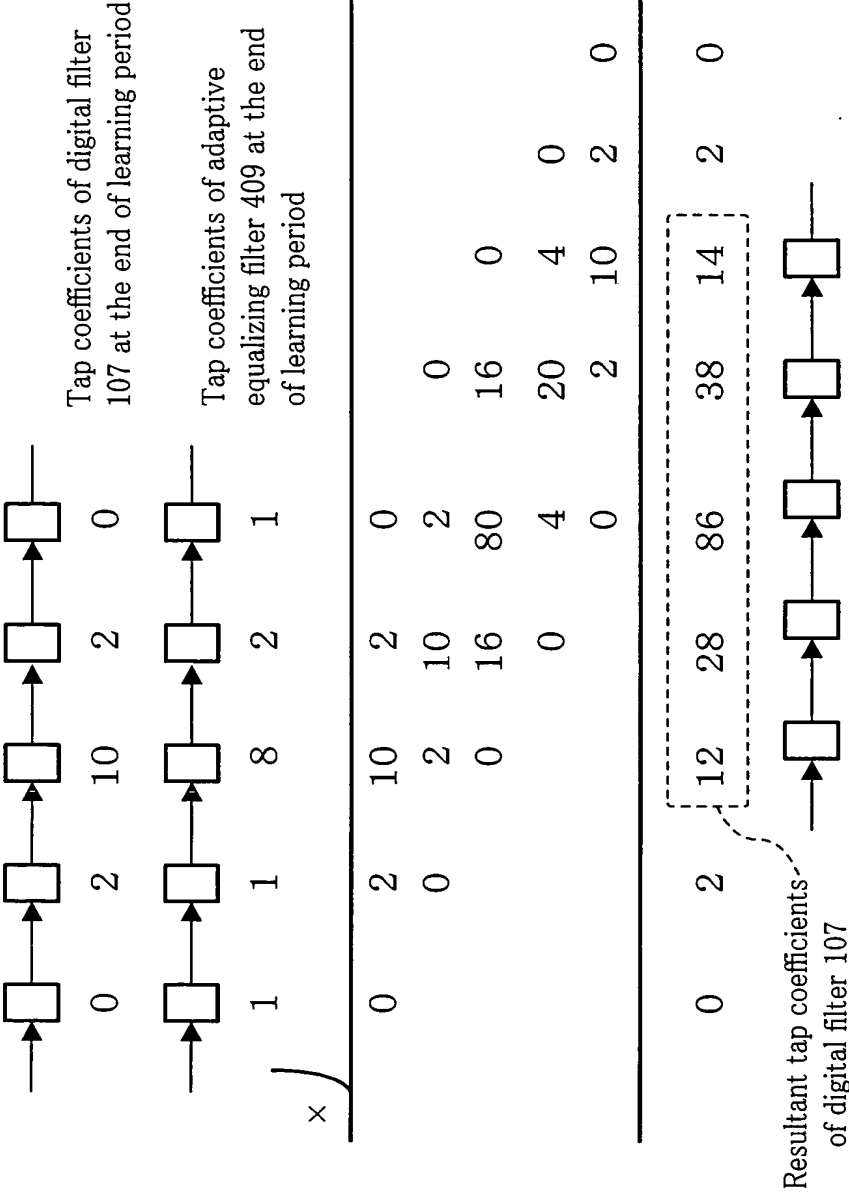 Tap coefficients of digital filter
107 at the end of learning period
0 2 10 2 0
Tap coefficients of adaptive
equalizing filter 409 at the end
of learning period
1 1 8 2 1
×
0 2 10 2 0
0 2 10 2 0
0 16 80 16 0
0 4 20 4 0
0 2 10 2 0
0 2 12 28 86 38 14 2 0
Resultant tap coefficients
of digital filter 107